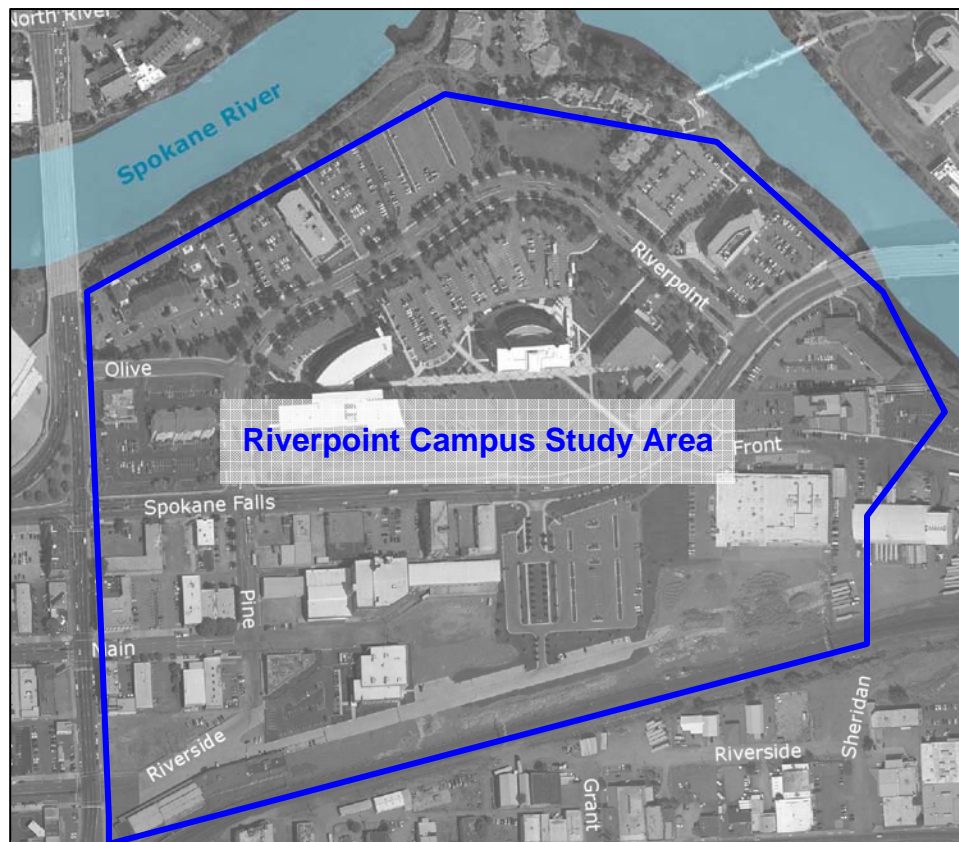 North River
Spokane River
Riverpoint
Olive
Riverpoint Campus Study Area
Front
Spokane Falls
Pine
Main
Sheridan
Riverside
Riverside
Grant